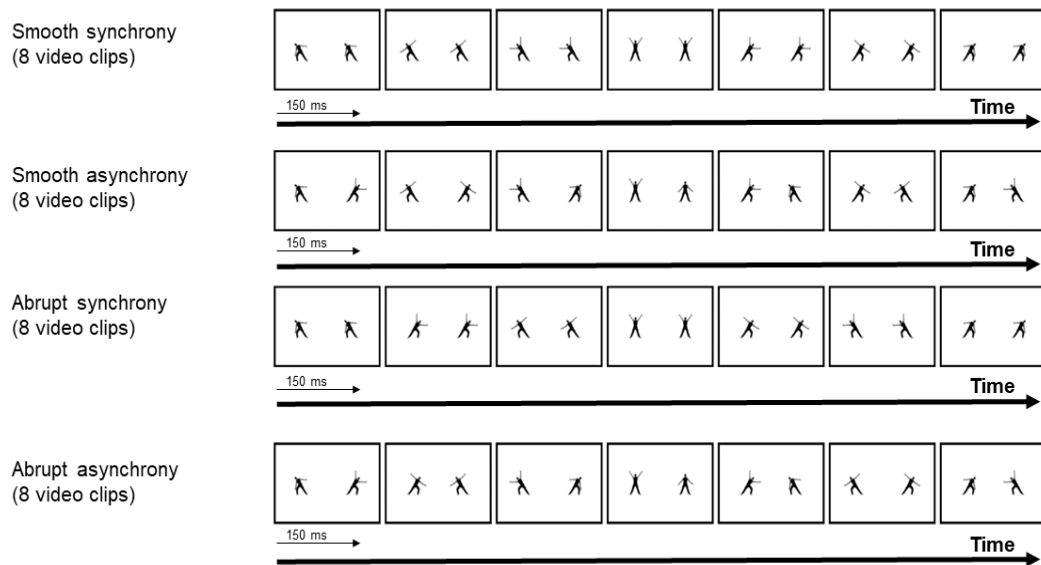 Smooth synchrony
(8 video clips)
150 ms
Time
Smooth asynchrony
(8 video clips)
150 ms
Time
Abrupt synchrony
(8 video clips)
150 ms
Time
Abrupt asynchrony
(8 video clips)
150 ms
Time